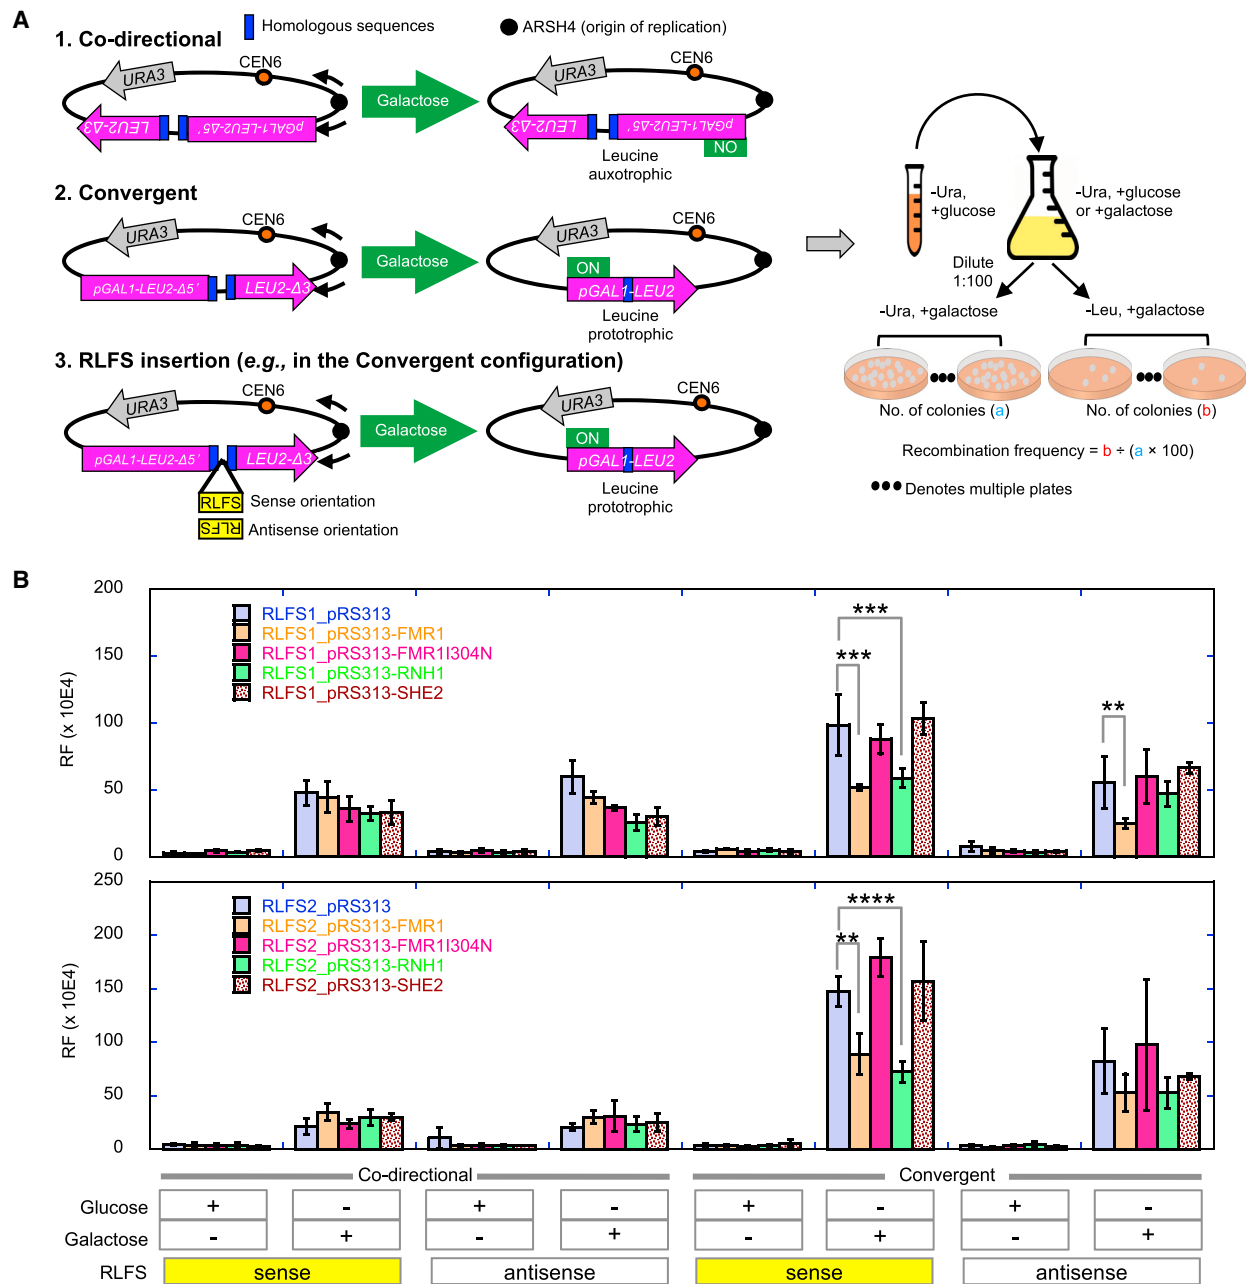 A
1. Co-directional
Homologous sequences
ARSH4 (origin of replication)
URA3
CEN6
LEU2-Δ3
pGAL1-LEU2-Δ5'
Galactose
URA3
CEN6
LEU2-Δ3
pGAL1-LEU2-Δ5'
NO
Leucine
auxotrophic
2. Convergent
URA3
CEN6
pGAL1-LEU2-Δ5'
LEU2-Δ3
Galactose
URA3
CEN6
ON
pGAL1-LEU2
Leucine
prototrophic
3. RLFS insertion (e.g., in the Convergent configuration)
URA3
CEN6
pGAL1-LEU2-Δ5'
LEU2-Δ3
RLFS
Sense orientation
RLFS
Antisense orientation
Galactose
URA3
CEN6
ON
pGAL1-LEU2
Leucine
prototrophic
-Ura,
+glucose
-Ura, +glucose
or +galactose
Dilute
1:100
-Ura, +galactose
-Leu, +galactose
No. of colonies (a)
No. of colonies (b)
Recombination frequency = b ÷ (a × 100)
Denotes multiple plates
B
RF (x 10E4)
200
150
100
50
0
RLFS1_pRS313
RLFS1_pRS313-FMR1
RLFS1_pRS313-FMR1I304N
RLFS1_pRS313-RNH1
RLFS1_pRS313-SHE2
***
***
**
RF (x 10E4)
250
200
150
100
50
0
RLFS2_pRS313
RLFS2_pRS313-FMR1
RLFS2_pRS313-FMR1I304N
RLFS2_pRS313-RNH1
RLFS2_pRS313-SHE2
****
**
Co-directional
Convergent
Glucose + - + - + - + -
Galactose - + - + - + - +
RLFS sense antisense sense antisense